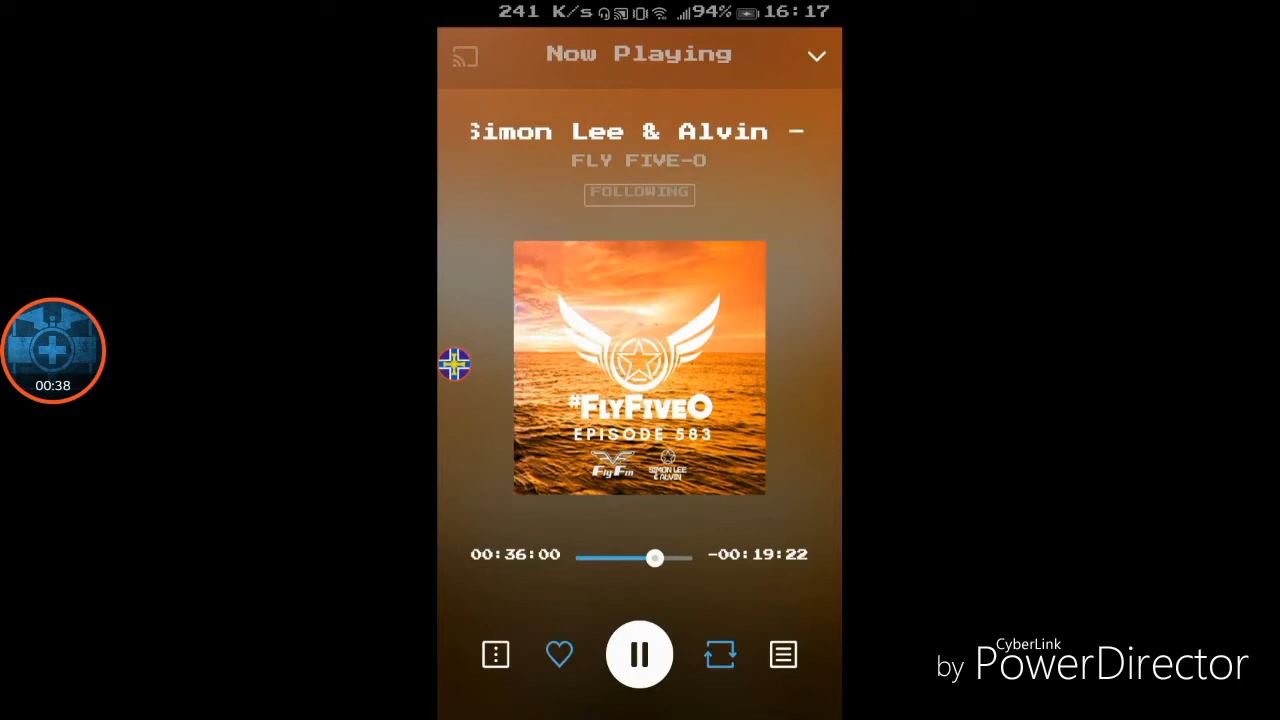 241 K/s 94% 16:17
Now Playing
Simon Lee & Alvin -
FLY FIVE-O
FOLLOWING
#FLYFIVEO
EPISODE 583
FlyFm
SIMON LEE
& ALVIN
00:38
00:36:00 -00:19:22
CyberLink
by PowerDirector